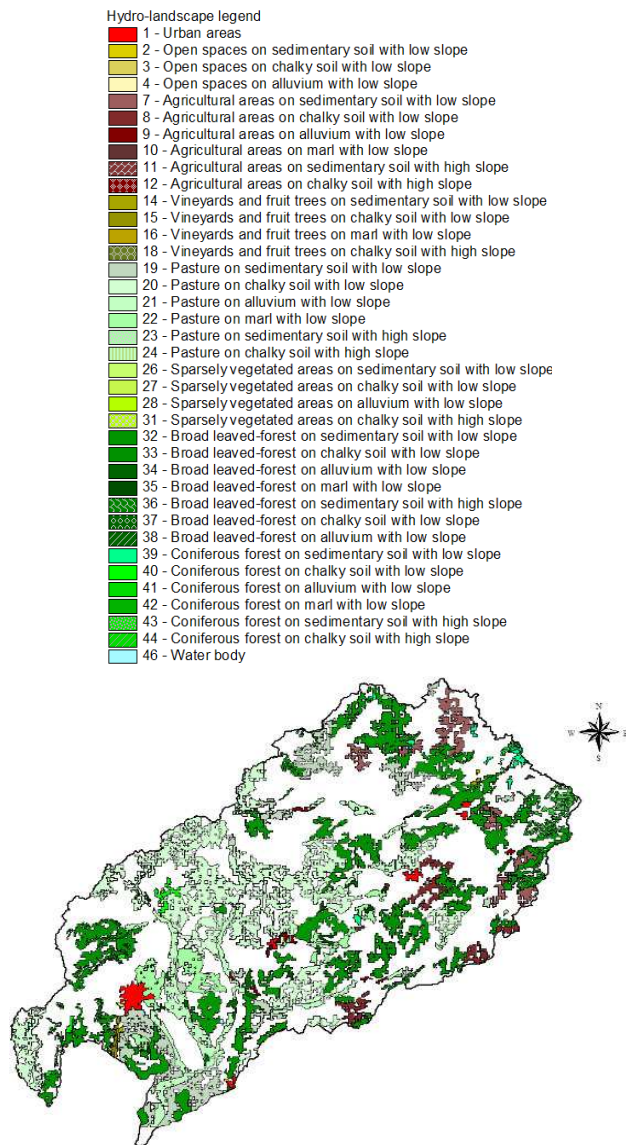 Hydro-landscape legend
1 - Urban areas
2 - Open spaces on sedimentary soil with low slope
3 - Open spaces on chalky soil with low slope
4 - Open spaces on alluvium with low slope
7 - Agricultural areas on sedimentary soil with low slope
8 - Agricultural areas on chalky soil with low slope
9 - Agricultural areas on alluvium with low slope
10 - Agricultural areas on marl with low slope
11 - Agricultural areas on sedimentary soil with high slope
12 - Agricultural areas on chalky soil with high slope
14 - Vineyards and fruit trees on sedimentary soil with low slope
15 - Vineyards and fruit trees on chalky soil with low slope
16 - Vineyards and fruit trees on marl with low slope
18 - Vineyards and fruit trees on chalky soil with high slope
19 - Pasture on sedimentary soil with low slope
20 - Pasture on chalky soil with low slope
21 - Pasture on alluvium with low slope
22 - Pasture on marl with low slope
23 - Pasture on sedimentary soil with high slope
24 - Pasture on chalky soil with high slope
26 - Sparsely vegetated areas on sedimentary soil with low slope
27 - Sparsely vegetated areas on chalky soil with low slope
28 - Sparsely vegetated areas on alluvium with low slope
31 - Sparsely vegetated areas on chalky soil with high slope
32 - Broad leaved-forest on sedimentary soil with low slope
33 - Broad leaved-forest on chalky soil with low slope
34 - Broad leaved-forest on alluvium with low slope
35 - Broad leaved-forest on marl with low slope
36 - Broad leaved-forest on sedimentary soil with high slope
37 - Broad leaved-forest on chalky soil with low slope
38 - Broad leaved-forest on alluvium with low slope
39 - Coniferous forest on sedimentary soil with low slope
40 - Coniferous forest on chalky soil with low slope
41 - Coniferous forest on alluvium with low slope
42 - Coniferous forest on marl with low slope
43 - Coniferous forest on sedimentary soil with high slope
44 - Coniferous forest on chalky soil with high slope
46 - Water body
N
W E
S